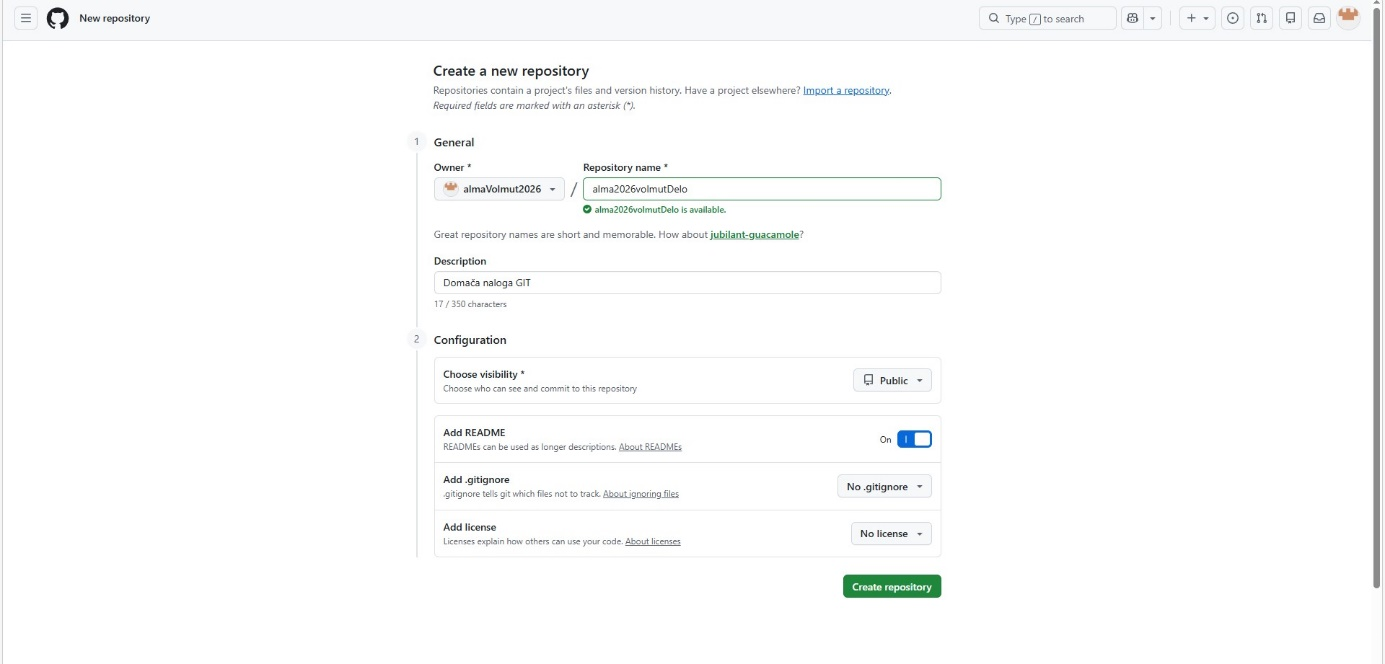 New repository
Type / to search
Create a new repository
Repositories contain a project's files and version history. Have a project elsewhere? Import a repository.
Required fields are marked with an asterisk (*).
1 General
Owner *
Repository name *
almaVolmut2026 / alma2026volmutDelo
alma2026volmutDelo is available.
Great repository names are short and memorable. How about jubilant-guacamole?
Description
Domača naloga GIT
17 / 350 characters
2 Configuration
Choose visibility *
Choose who can see and commit to this repository
Public
Add README
READMEs can be used as longer descriptions. About READMEs
On
Add .gitignore
.gitignore tells git which files not to track. About ignoring files
No .gitignore
Add license
Licenses explain how others can use your code. About licenses
No license
Create repository